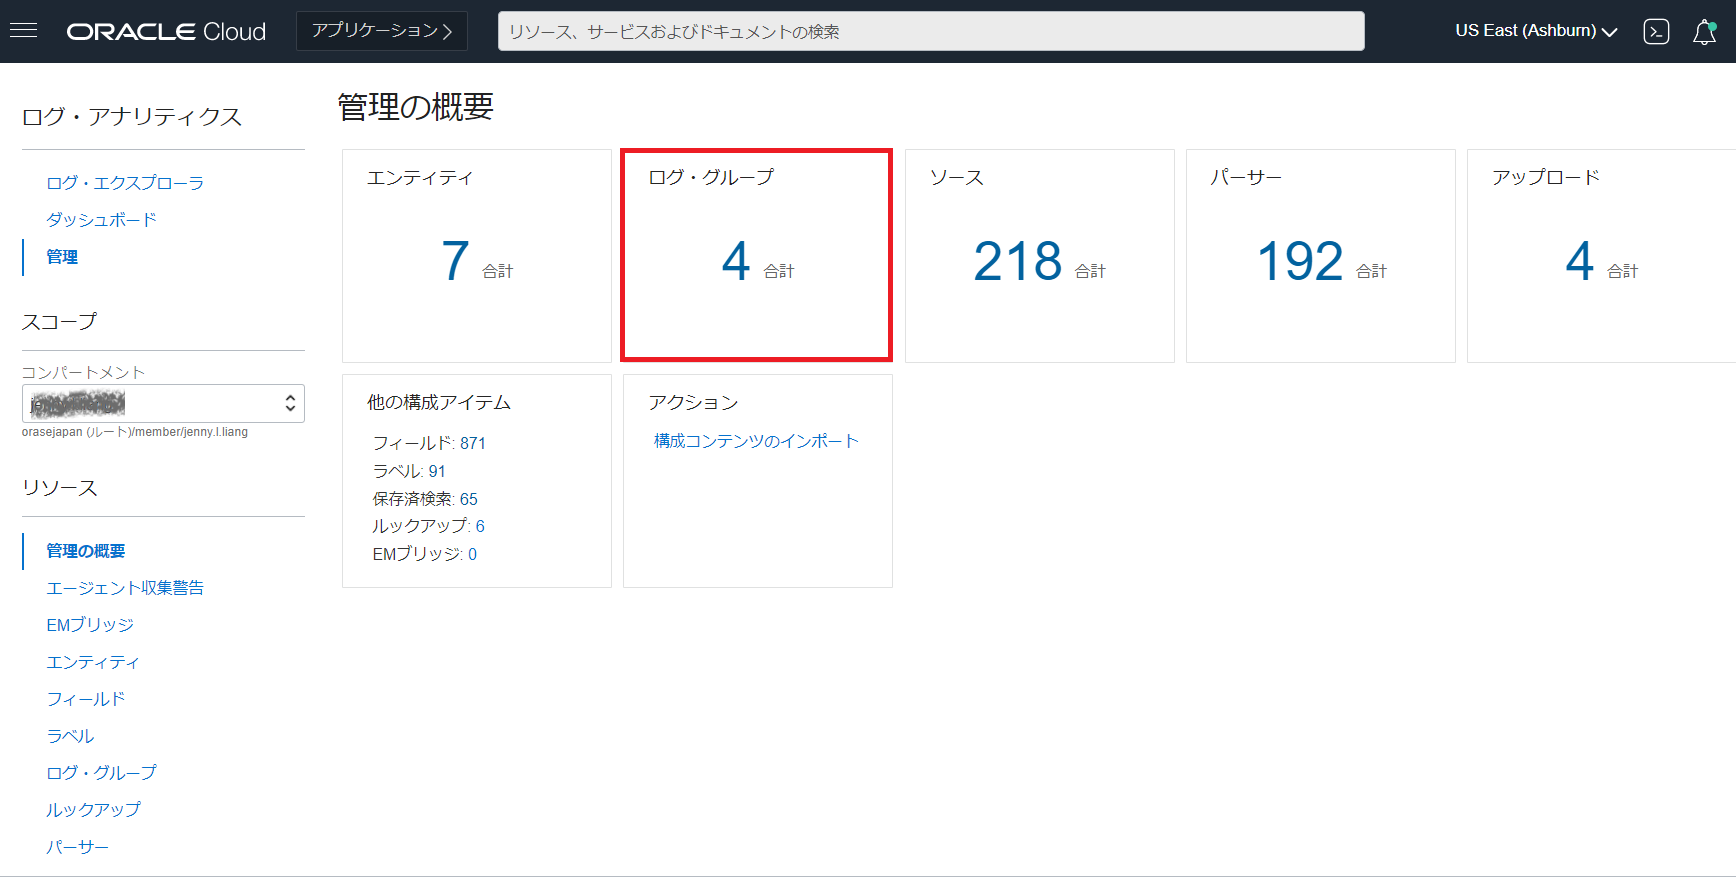 ORACLE Cloud
アプリケーション
リソース、サービスおよびドキュメントの検索
US East (Ashburn)
ログ・アナリティクス
ログ・エクスプローラ
ダッシュボード
管理
スコープ
コンパートメント
orasejapan (ルート)/member/jenny.l.liang
リソース
管理の概要
エージェント収集警告
EMブリッジ
エンティティ
フィールド
ラベル
ログ・グループ
ルックアップ
パーサー
管理の概要
エンティティ
7 合計
ログ・グループ
4 合計
ソース
218 合計
パーサー
192 合計
アップロード
4 合計
他の構成アイテム
フィールド: 871
ラベル: 91
保存済検索: 65
ルックアップ: 6
EMブリッジ: 0
アクション
構成コンテンツのインポート